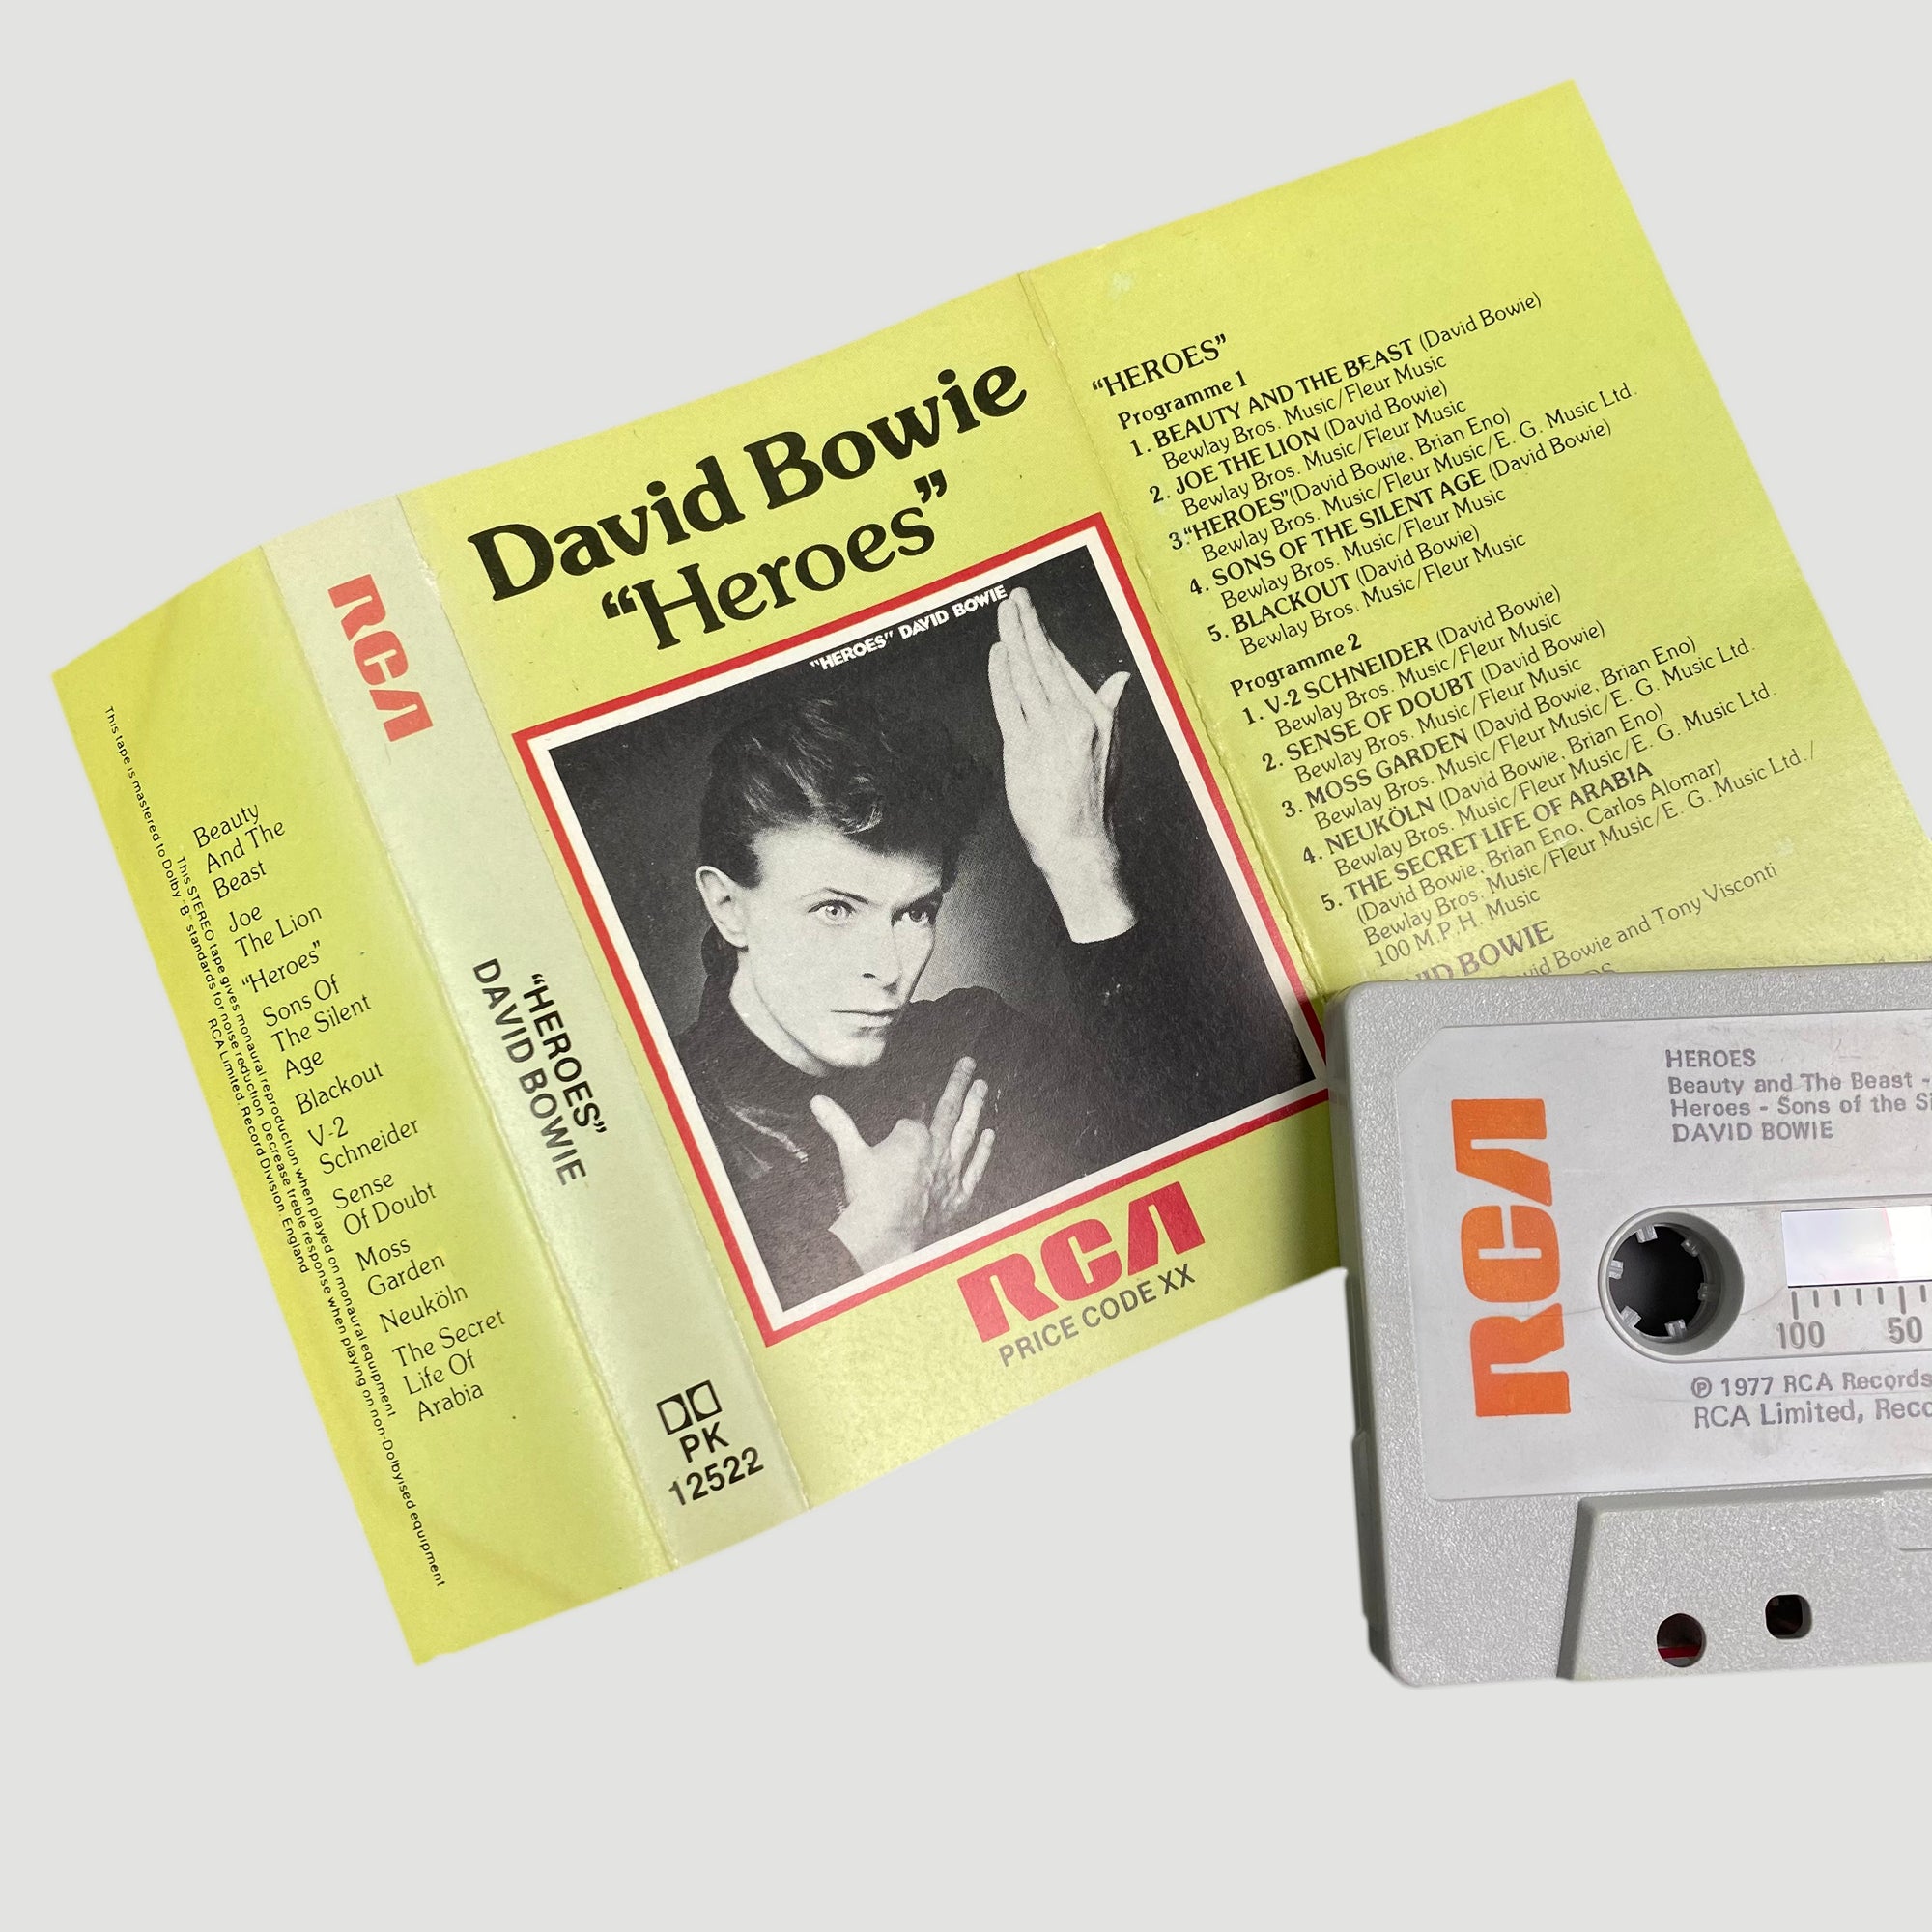 This tape is mastered to Dolby "B" standards for noise reduction. Decrease treble response when playing on non-Dolbyised equipment
This STEREO tape gives monaural reproduction when played on monaural equipment
RCA Limited. Record Division. England
Beauty
And The
Beast
Joe
The Lion
“Heroes”
Sons Of
The Silent
Age
Blackout
V-2
Schneider
Sense
Of Doubt
Moss
Garden
Neuköln
The Secret
Life Of
Arabia
RCA
“HEROES”
DAVID BOWIE
PK
12522
David Bowie
“Heroes”
"HEROES" DAVID BOWIE
RCA
PRICE CODE XX
“HEROES”
Programme 1
1. BEAUTY AND THE BEAST (David Bowie)
Bewlay Bros. Music/Fleur Music
2. JOE THE LION (David Bowie)
Bewlay Bros. Music/Fleur Music
3.“HEROES”(David Bowie, Brian Eno)
Bewlay Bros. Music/Fleur Music/E. G. Music Ltd.
4. SONS OF THE SILENT AGE (David Bowie)
Bewlay Bros. Music/Fleur Music
5. BLACKOUT (David Bowie)
Bewlay Bros. Music/Fleur Music
Programme 2
1. V-2 SCHNEIDER (David Bowie)
Bewlay Bros. Music/Fleur Music
2. SENSE OF DOUBT (David Bowie)
Bewlay Bros. Music/Fleur Music
3. MOSS GARDEN (David Bowie, Brian Eno)
Bewlay Bros. Music/Fleur Music/E. G. Music Ltd.
4. NEUKÖLN (David Bowie, Brian Eno)
Bewlay Bros. Music/Fleur Music/E. G. Music Ltd.
5. THE SECRET LIFE OF ARABIA
(David Bowie, Brian Eno, Carlos Alomar)
Bewlay Bros. Music/Fleur Music/E. G. Music Ltd./
100 M.P.H. Music
BOWIE
Bowie and Tony Visconti
RCA
HEROES
Beauty and The Beast -
Heroes - Sons of the
DAVID BOWIE
100 50
℗ 1977 RCA Records
RCA Limited,